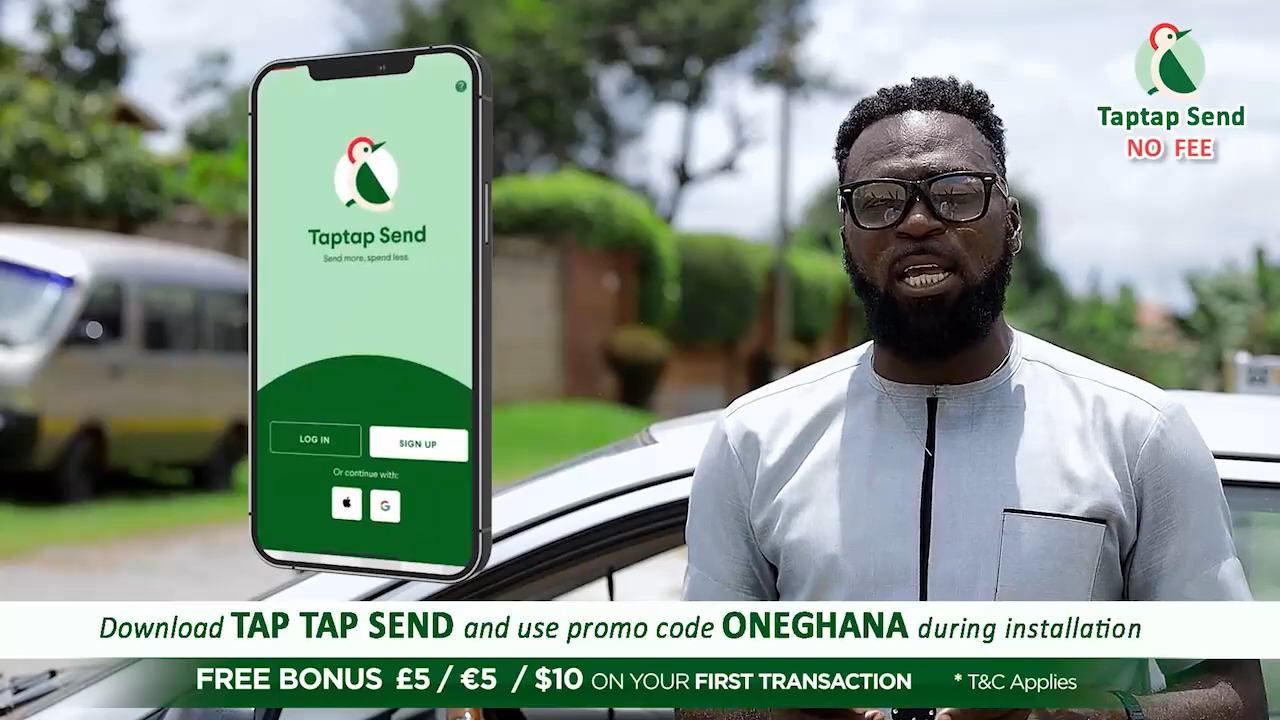 Taptap Send
NO FEE
?
Taptap Send
Send more, spend less.
LOG IN
SIGN UP
Or continue with:
G
Download TAP TAP SEND and use promo code ONEGHANA during installation
FREE BONUS £5 / €5 / $10 ON YOUR FIRST TRANSACTION * T&C Applies